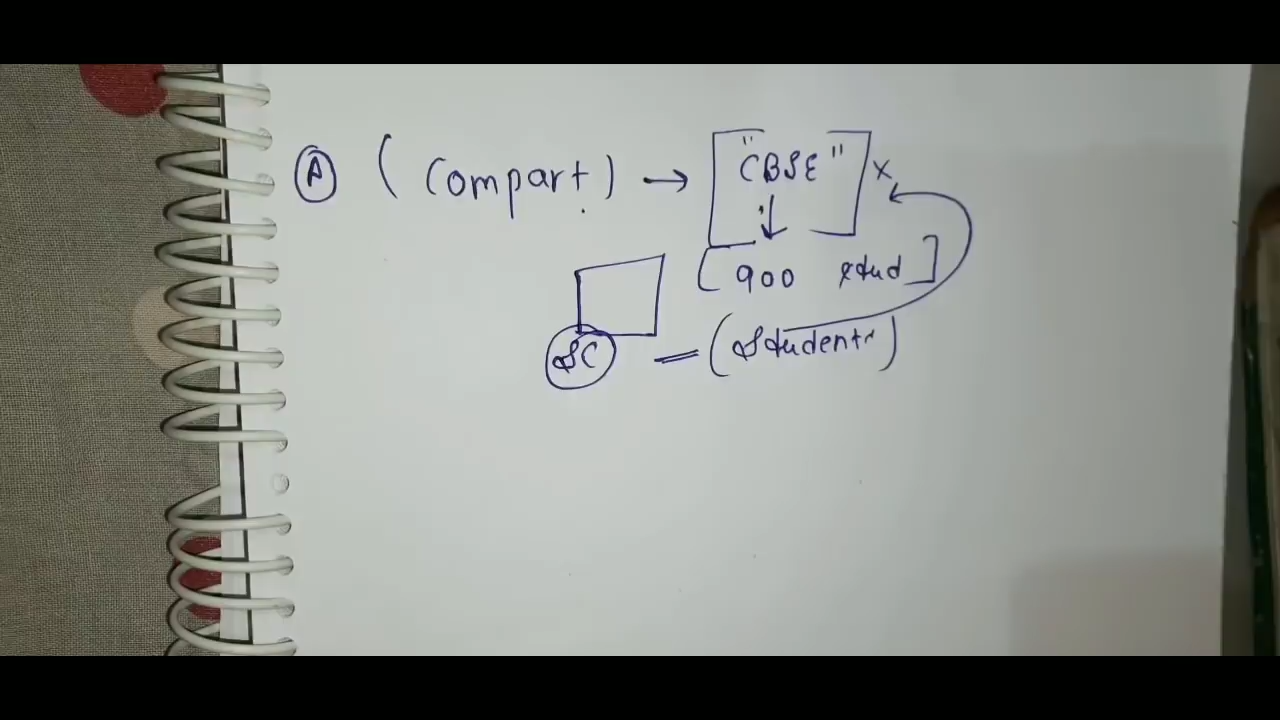 A (Compart) → ["CBSE"] x
↓
[900 stud]
SC = (Students)